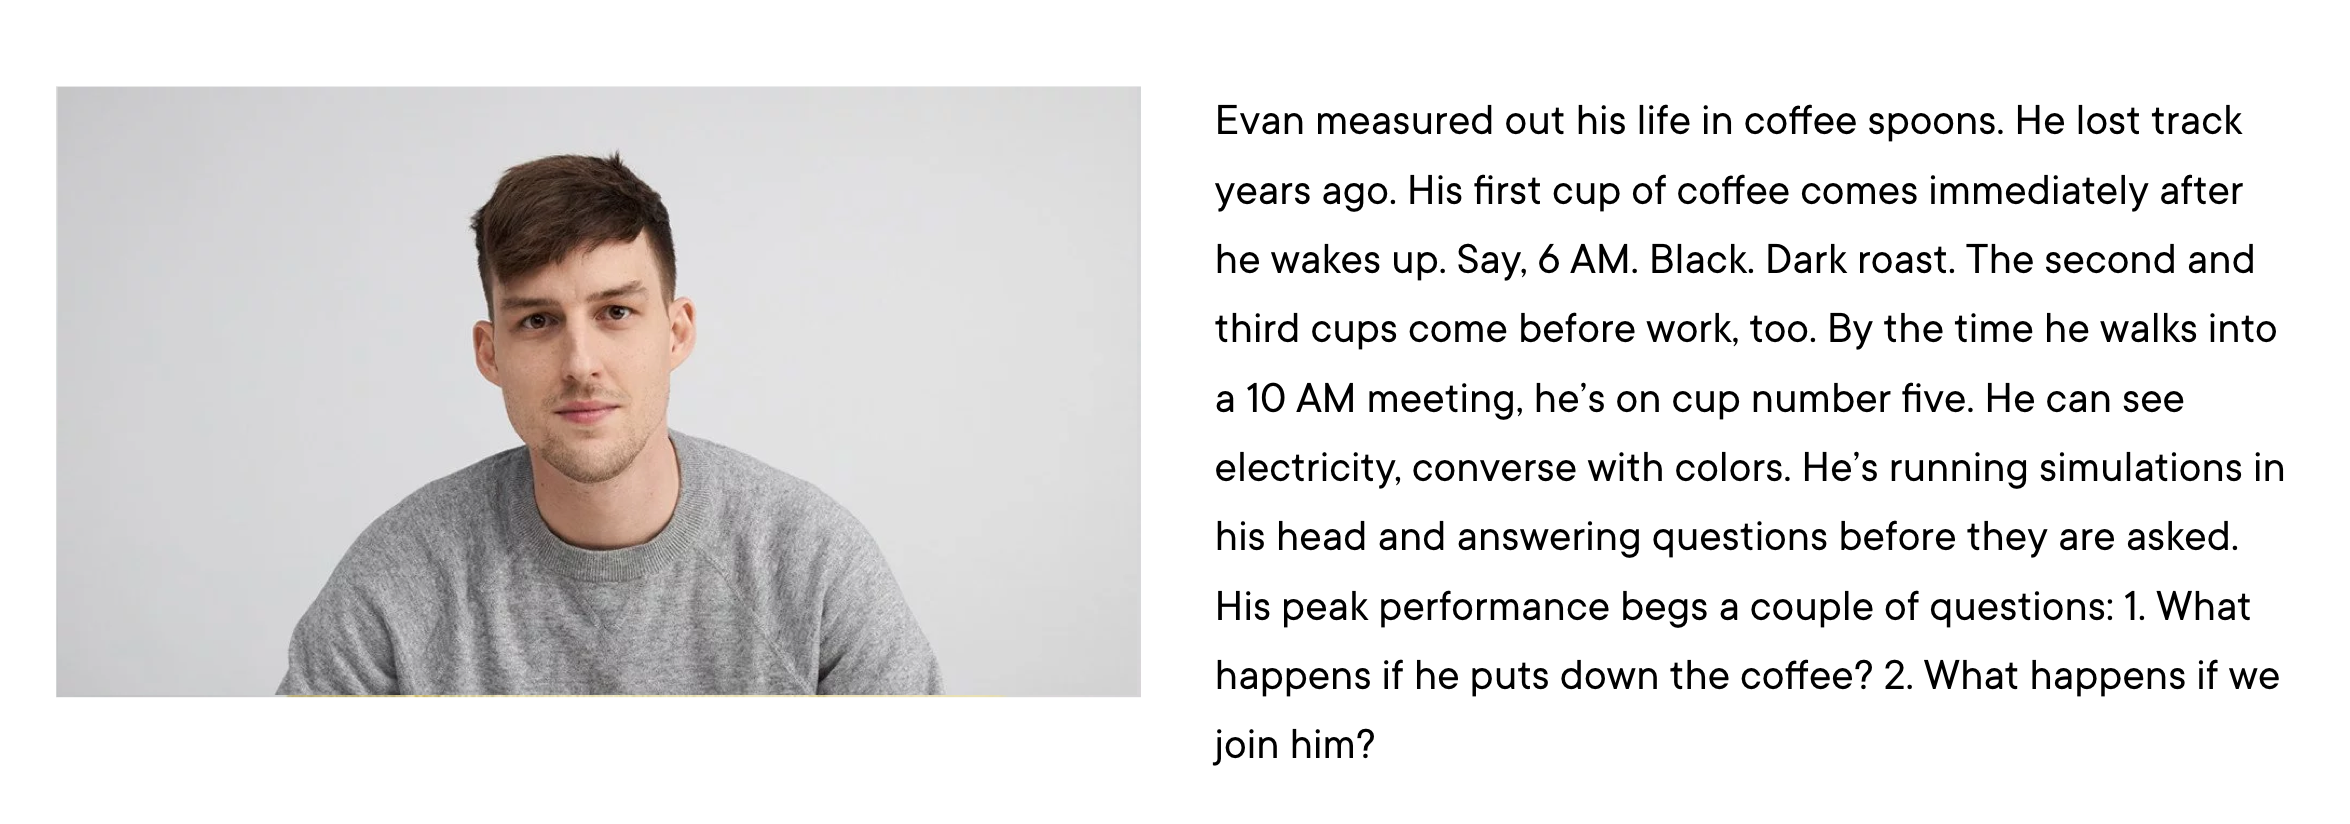 Evan measured out his life in coffee spoons. He lost track
years ago. His first cup of coffee comes immediately after
he wakes up. Say, 6 AM. Black. Dark roast. The second and
third cups come before work, too. By the time he walks into
a 10 AM meeting, he’s on cup number five. He can see
electricity, converse with colors. He’s running simulations in
his head and answering questions before they are asked.
His peak performance begs a couple of questions: 1. What
happens if he puts down the coffee? 2. What happens if we
join him?